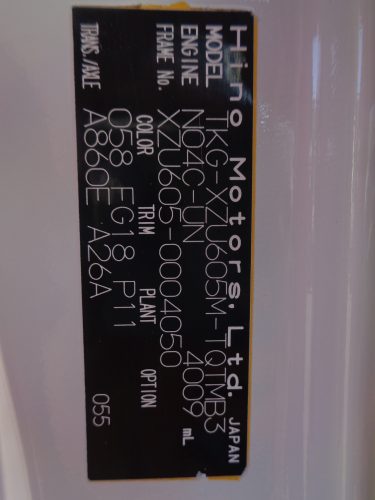 Hino Motors, Ltd. JAPAN
MODEL TKG-XZU605M-TQTMB3
ENGINE N04C-UN 4009 mL
FRAME No. XZU605-0004050
COLOR TRIM PLANT OPTION
058 FG18 P11
TRANS./AXLE A860E A26A 055